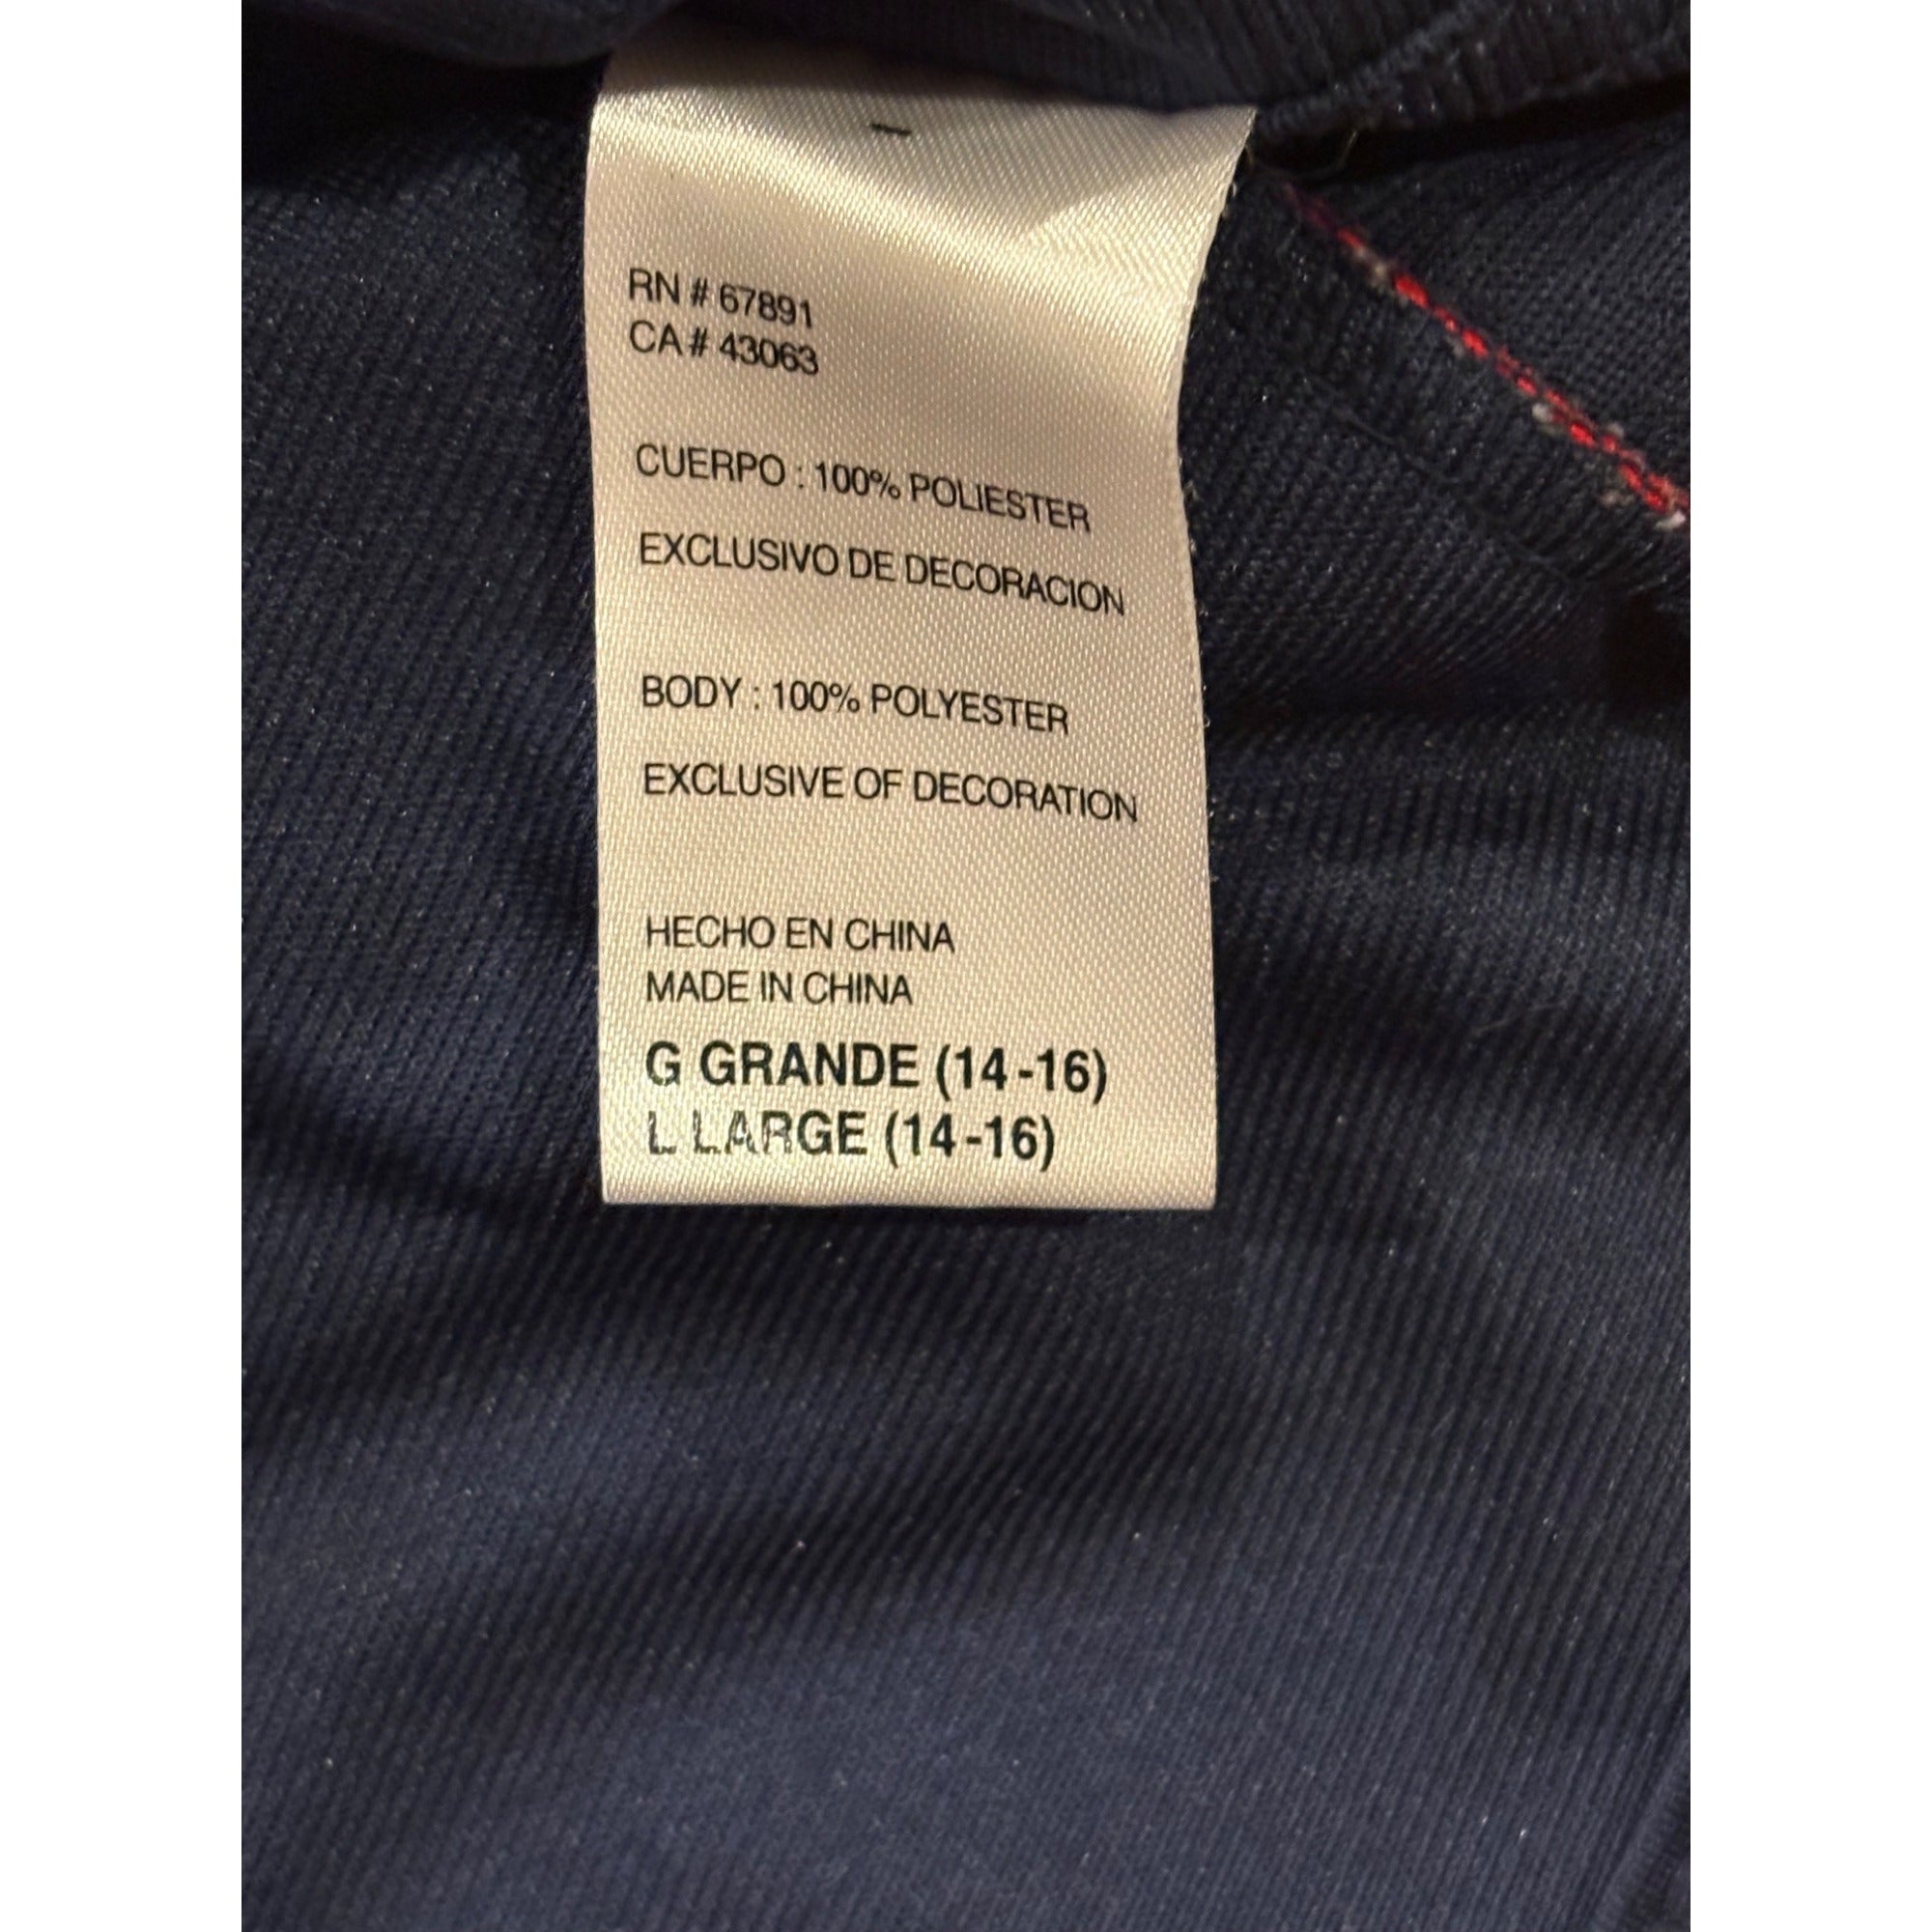 RN # 67891
CA # 43063
CUERPO : 100% POLIESTER
EXCLUSIVO DE DECORACION
BODY : 100% POLYESTER
EXCLUSIVE OF DECORATION
HECHO EN CHINA
MADE IN CHINA
G GRANDE (14-16)
L LARGE (14-16)